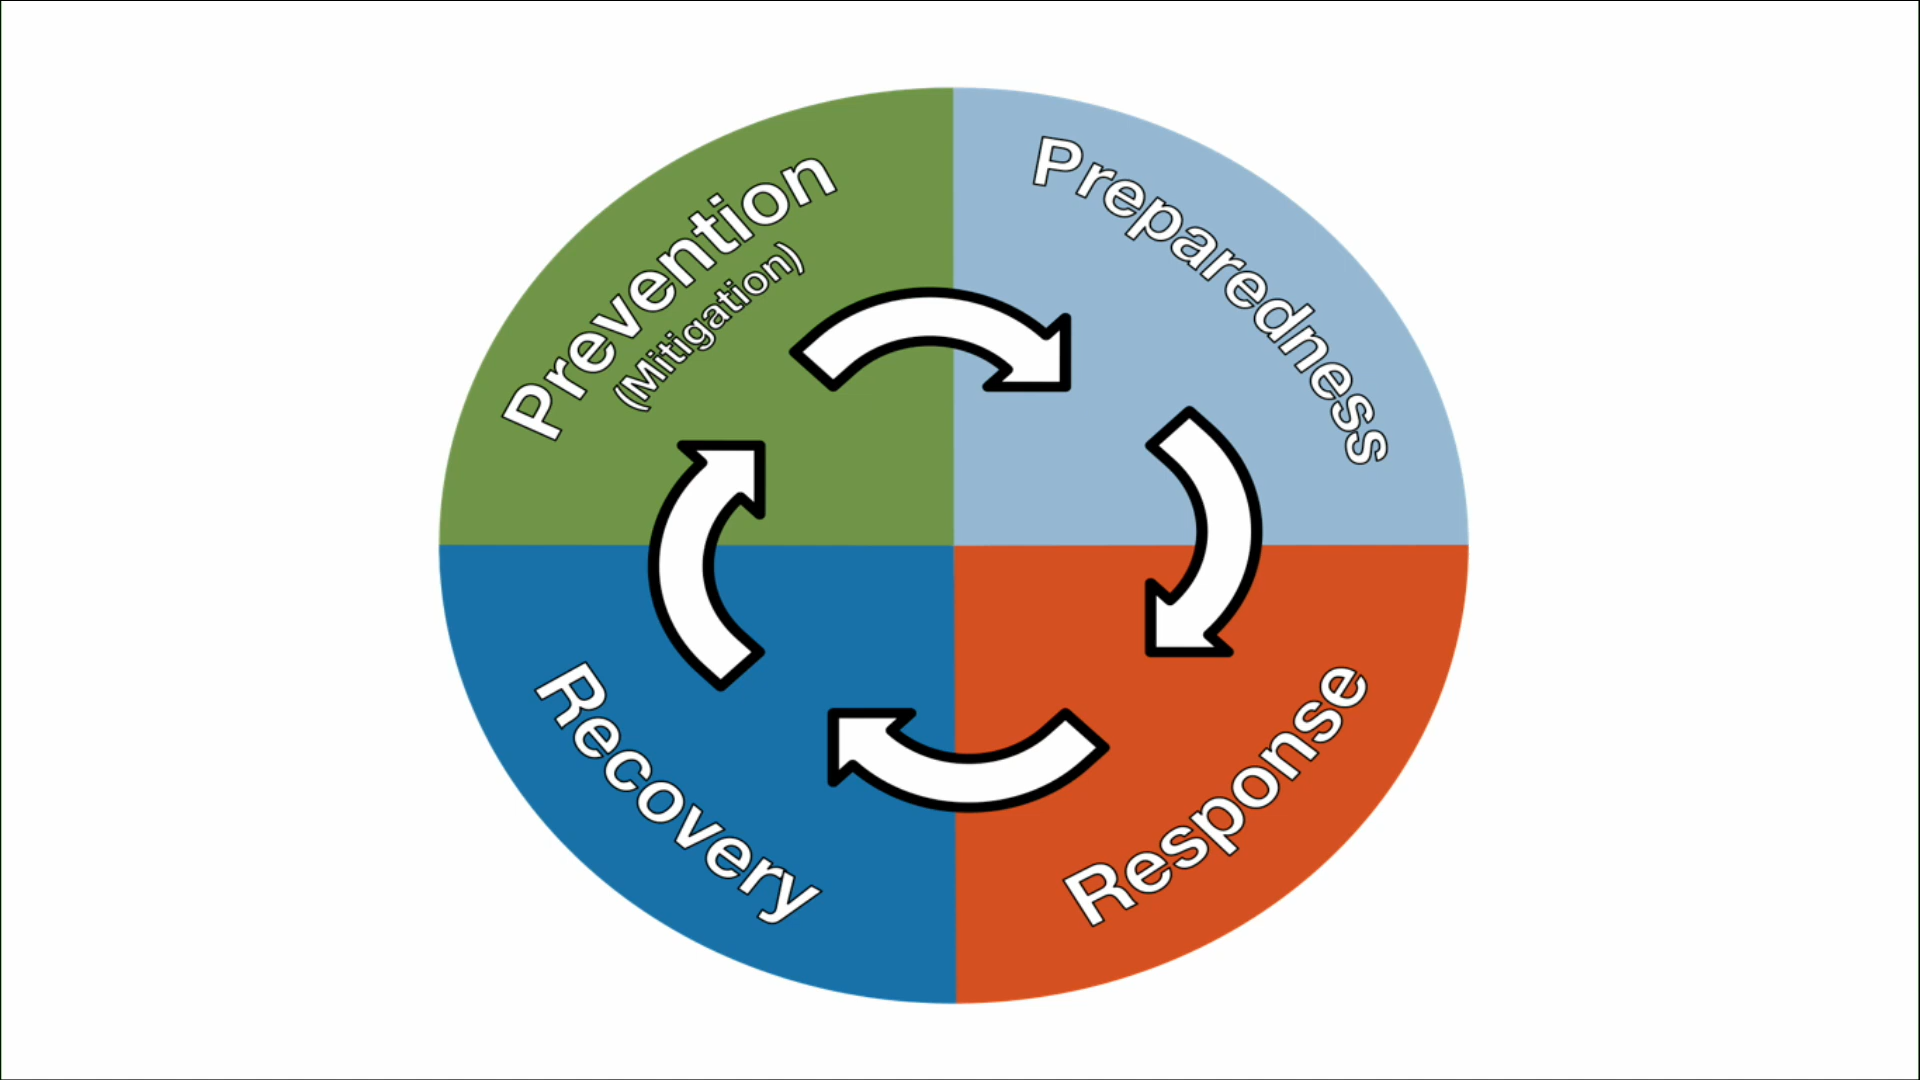 Prevention
(Mitigation)
Preparedness
Response
Recovery